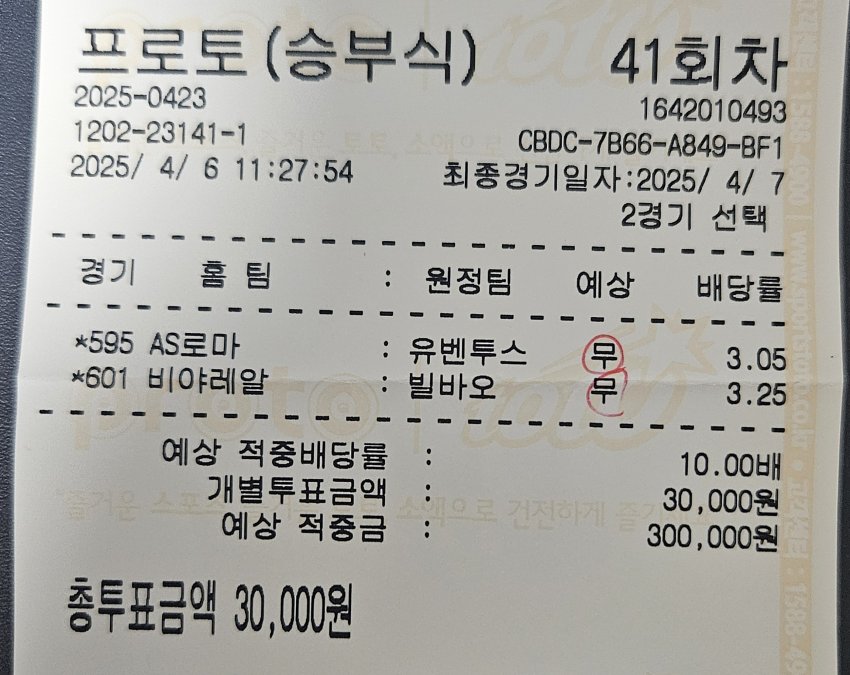 프로토(승부식) 41회차
2025-0423 1642010493
1202-23141-1 CBDC-7B66-A849-BF1
2025/ 4/ 6 11:27:54 최종경기일자:2025/ 4/ 7
2경기 선택
경기 홈 팀 : 원정팀 예상 배당률
*595 AS로마 : 유벤투스 무 3.05
*601 비야레알 : 빌바오 무 3.25
예상 적중배당률 : 10.00배
개별투표금액 : 30,000원
예상 적중금 : 300,000원
총투표금액 30,000원